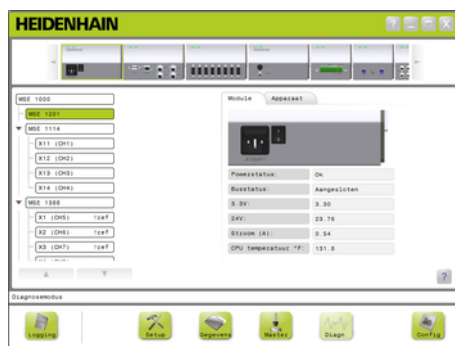 HEIDENHAIN
MSE 1000
MSE 1201
MSE 1114
X11 (CH1)
X12 (CH2)
X13 (CH3)
X14 (CH4)
MSE 1388
X1 (CH5) !ref
X2 (CH6) !ref
X3 (CH7) !ref
Module Apparaat
Powerstatus: Ok
Busstatus: Aangesloten
3.3V: 3.30
24V: 23.76
Stroom (A): 0.54
CPU temperatuur °F: 131.0
?
Diagnosemodus
Logging
Setup
Gegevens
Master
Diagn.
Config